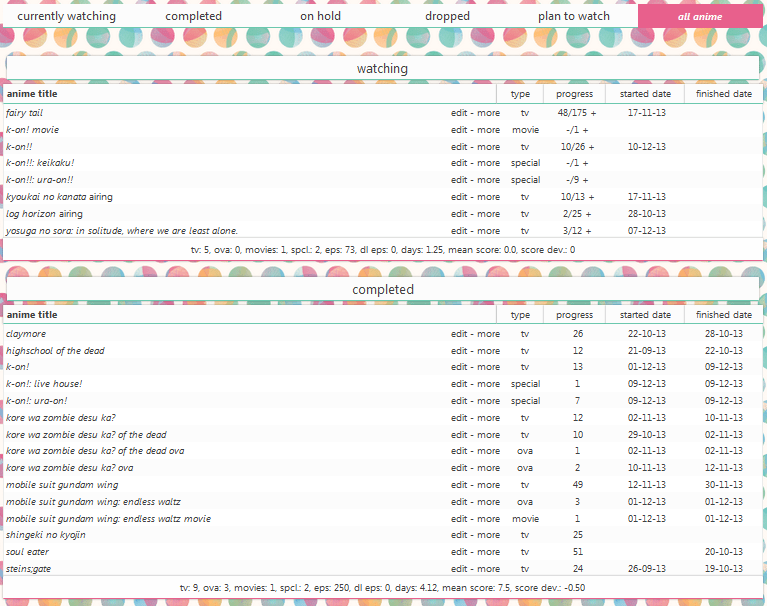 currently watching completed on hold dropped plan to watch all anime
watching
anime title type progress started date finished date
fairy tail edit - more tv 48/175 + 17-11-13
k-on! movie edit - more movie -/1 +
k-on!! edit - more tv 10/26 + 10-12-13
k-on!!: keikaku! edit - more special -/1 +
k-on!!: ura-on!! edit - more special -/9 +
kyoukai no kanata airing edit - more tv 10/13 + 17-11-13
log horizon airing edit - more tv 2/25 + 28-10-13
yosuga no sora: in solitude, where we are least alone. edit - more tv 3/12 + 07-12-13
tv: 5, ova: 0, movies: 1, spcl.: 2, eps: 73, dl eps: 0, days: 1.25, mean score: 0.0, score dev.: 0
completed
anime title type progress started date finished date
claymore edit - more tv 26 22-10-13 28-10-13
highschool of the dead edit - more tv 12 21-09-13 22-10-13
k-on! edit - more tv 13 01-12-13 09-12-13
k-on!: live house! edit - more special 1 09-12-13 09-12-13
k-on!: ura-on! edit - more special 7 09-12-13 09-12-13
kore wa zombie desu ka? edit - more tv 12 02-11-13 10-11-13
kore wa zombie desu ka? of the dead edit - more tv 10 29-10-13 02-11-13
kore wa zombie desu ka? of the dead ova edit - more ova 1 02-11-13 02-11-13
kore wa zombie desu ka? ova edit - more ova 2 10-11-13 12-11-13
mobile suit gundam wing edit - more tv 49 12-11-13 30-11-13
mobile suit gundam wing: endless waltz edit - more ova 3 01-12-13 01-12-13
mobile suit gundam wing: endless waltz movie edit - more movie 1 01-12-13 01-12-13
shingeki no kyojin edit - more tv 25
soul eater edit - more tv 51 20-10-13
steins;gate edit - more tv 24 26-09-13 19-10-13
tv: 9, ova: 3, movies: 1, spcl.: 2, eps: 250, dl eps: 0, days: 4.12, mean score: 7.5, score dev.: -0.50